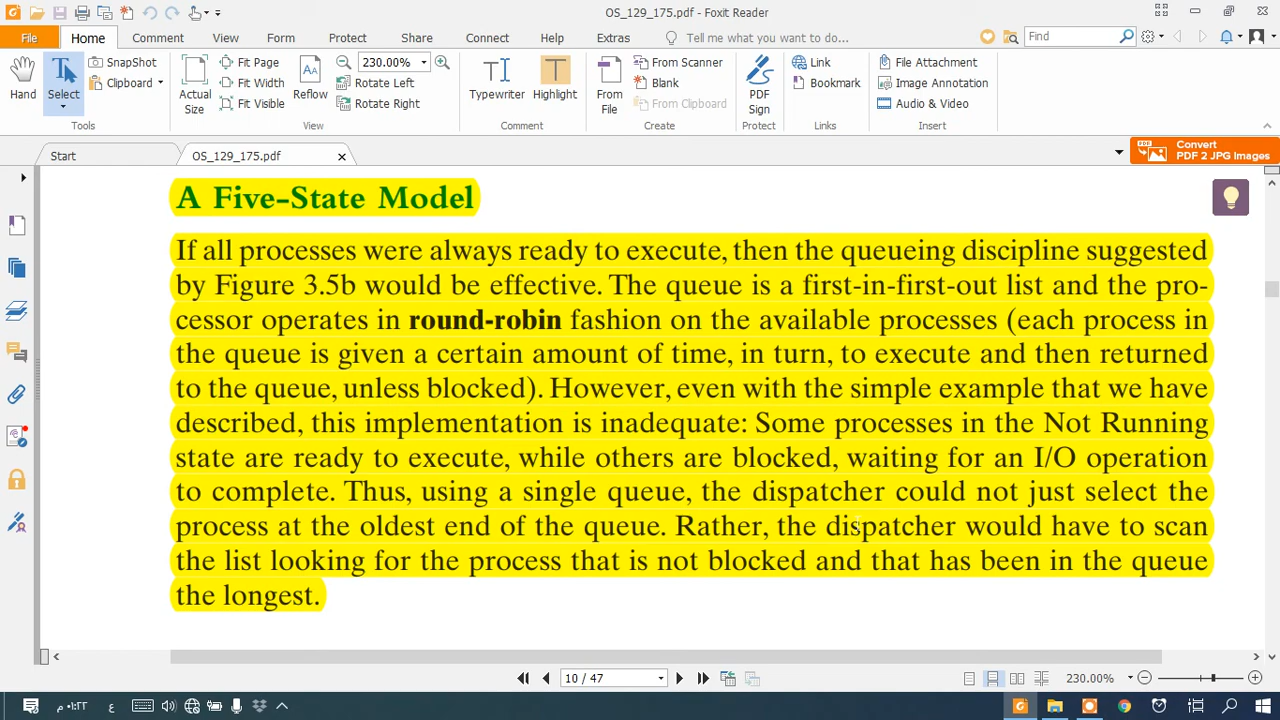 OS_129_175.pdf - Foxit Reader
File Home Comment View Form Protect Share Connect Help Extras Tell me what you want to do... Find
SnapShot Fit Page 230.00% From Scanner Link File Attachment
Clipboard Fit Width Rotate Left Blank Bookmark Image Annotation
Hand Select Actual Size Fit Visible Reflow Rotate Right Typewriter Highlight From File From Clipboard PDF Sign Audio & Video
Tools View Comment Create Protect Links Insert
Start OS_129_175.pdf Convert
PDF 2 JPG Images
A Five-State Model
If all processes were always ready to execute, then the queueing discipline suggested
by Figure 3.5b would be effective. The queue is a first-in-first-out list and the pro-
cessor operates in round-robin fashion on the available processes (each process in
the queue is given a certain amount of time, in turn, to execute and then returned
to the queue, unless blocked). However, even with the simple example that we have
described, this implementation is inadequate: Some processes in the Not Running
state are ready to execute, while others are blocked, waiting for an I/O operation
to complete. Thus, using a single queue, the dispatcher could not just select the
process at the oldest end of the queue. Rather, the dispatcher would have to scan
the list looking for the process that is not blocked and that has been in the queue
the longest.
10 / 47 230.00%
٠١:٢٢ م ع